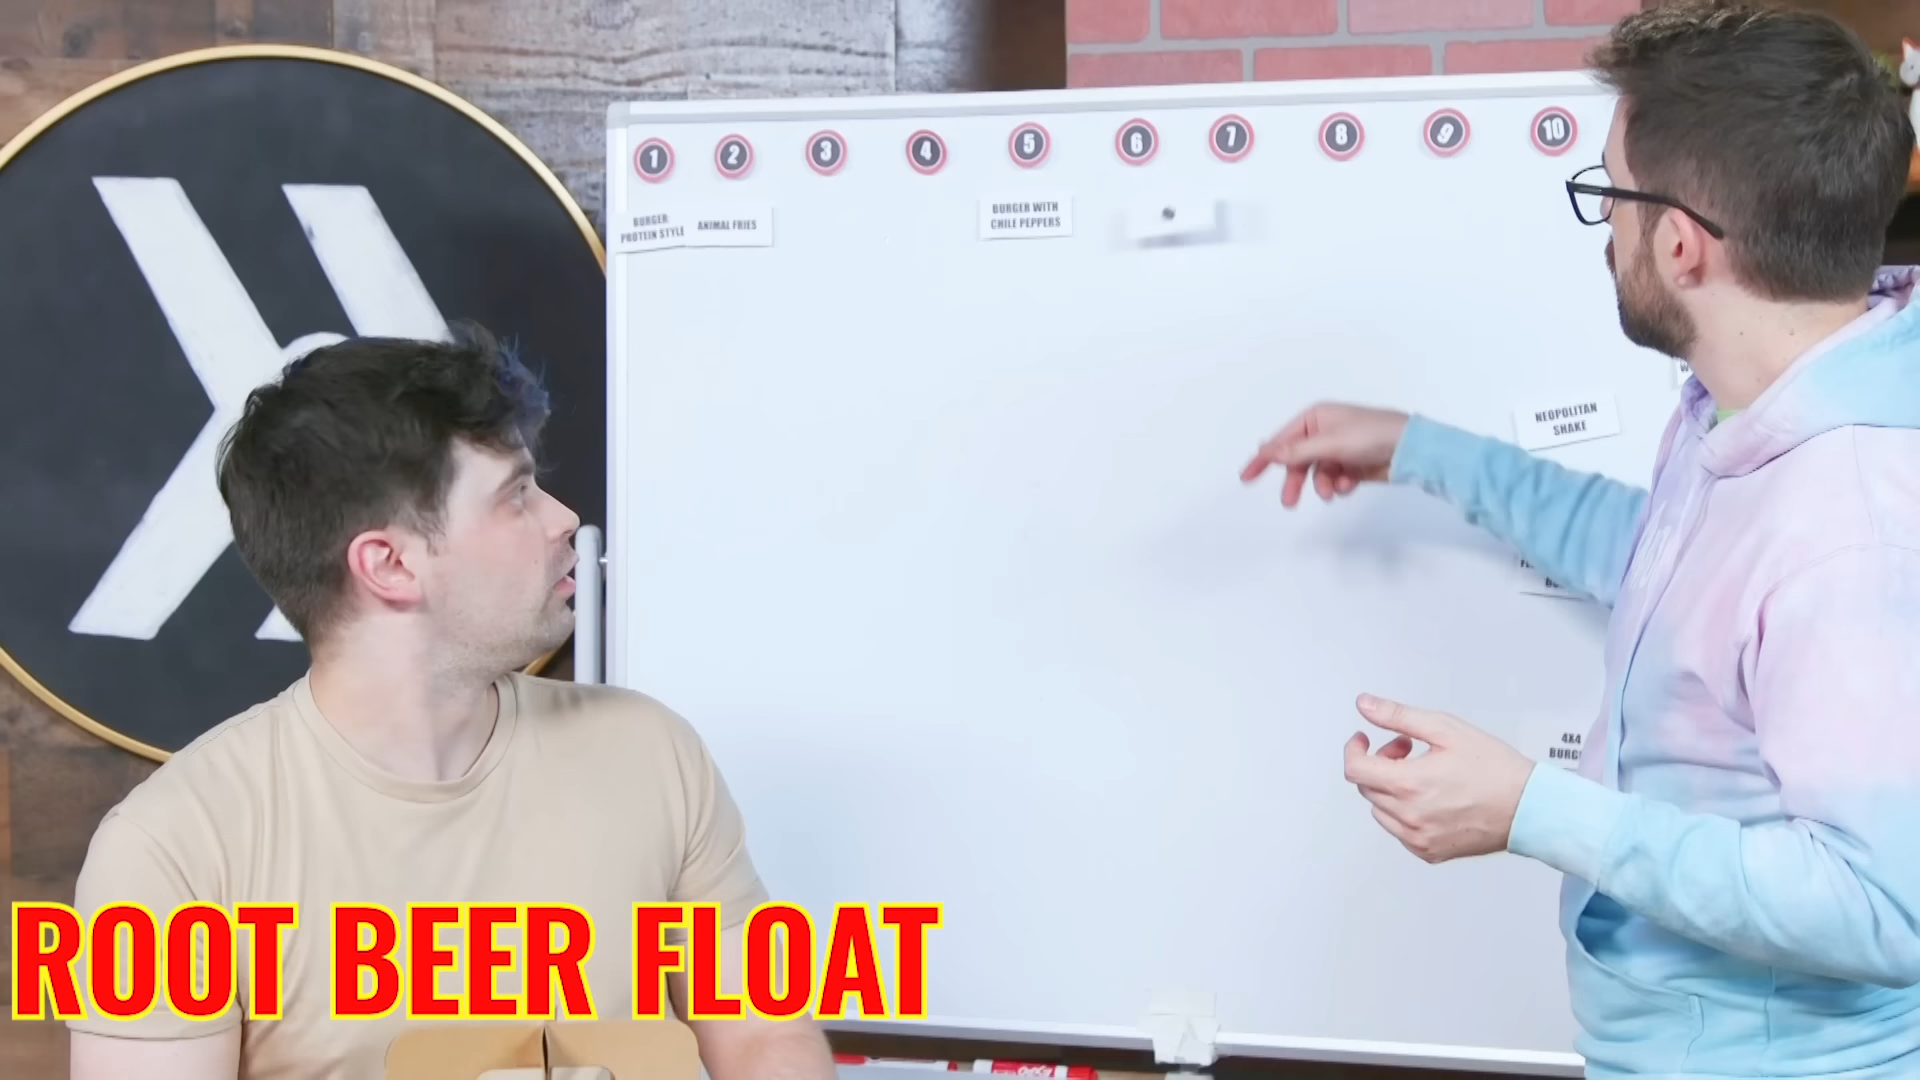 1 2 3 4 5 6 7 8 9 10
BURGER
PROTEIN STYLE
ANIMAL FRIES
BURGER WITH
CHILE PEPPERS
NEOPOLITAN
SHAKE
4X4
ROOT BEER FLOAT